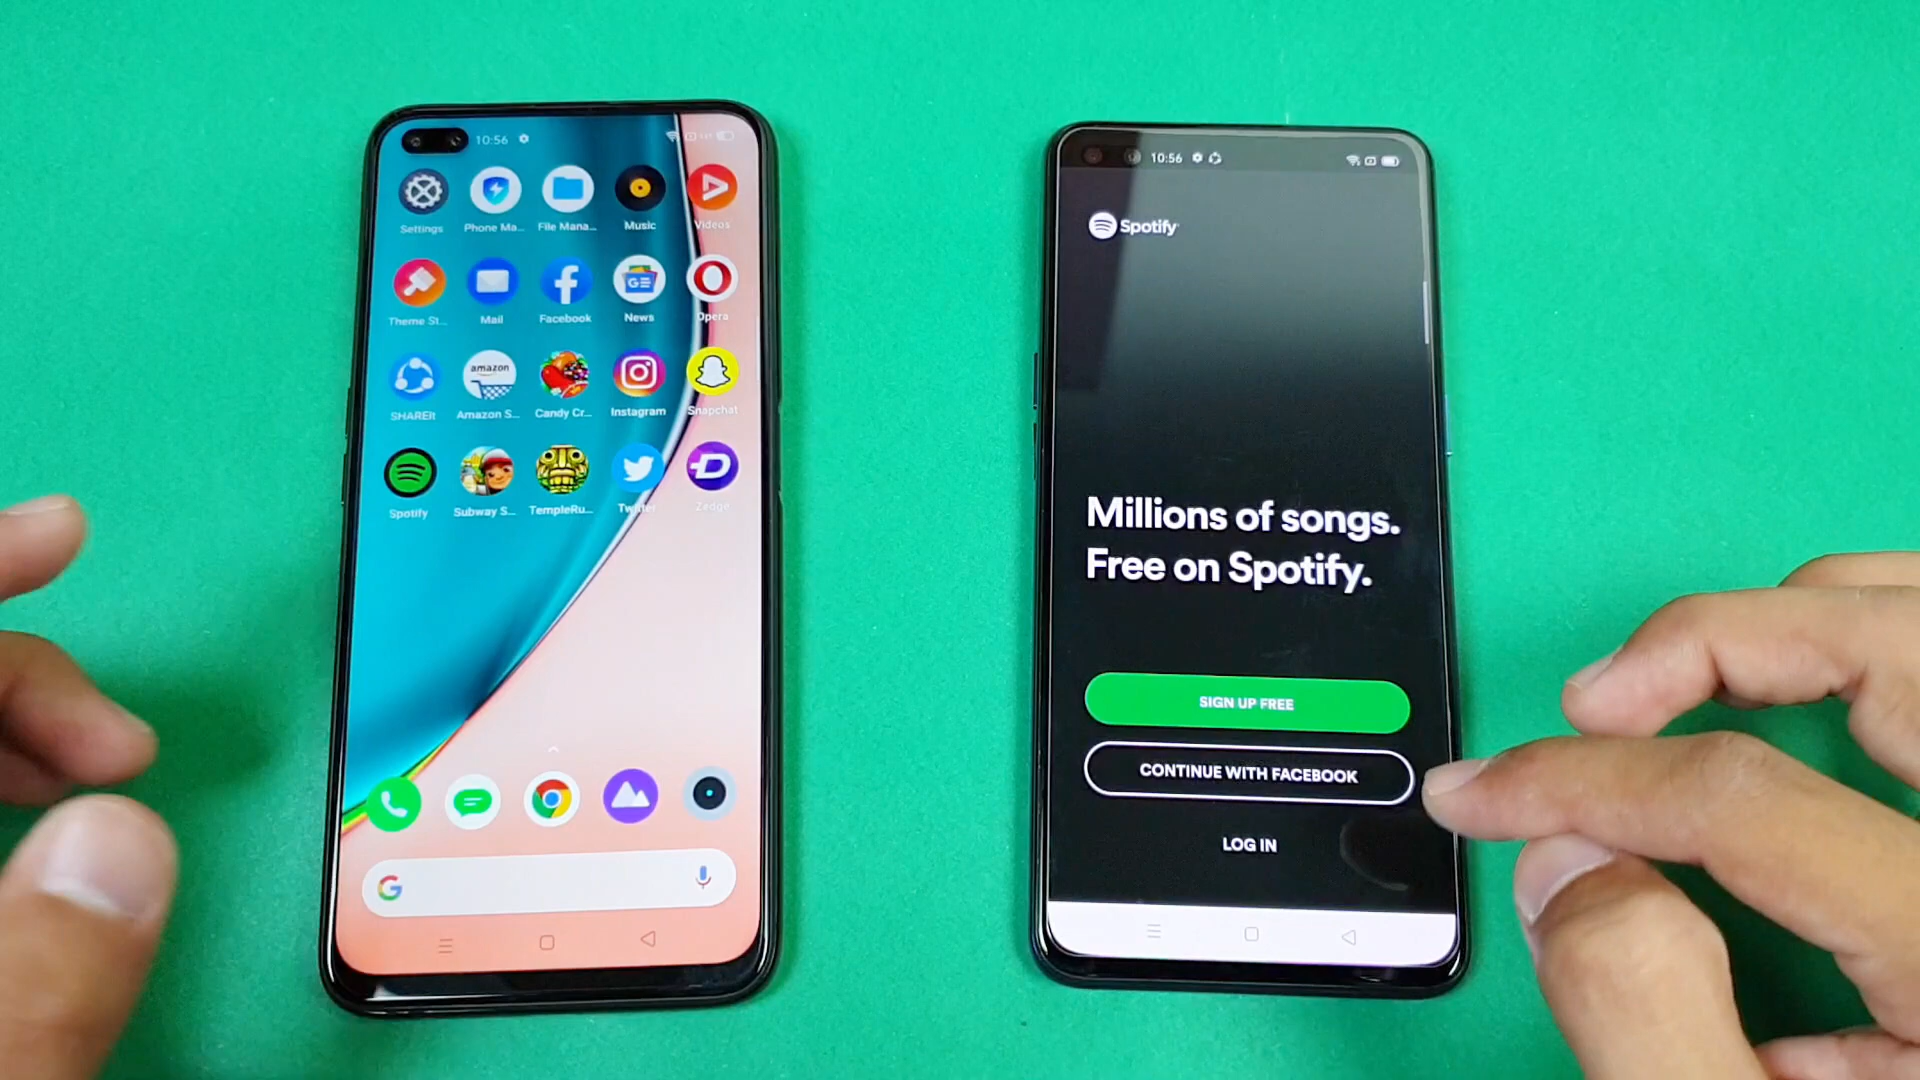 10:56
Settings
Phone Ma...
File Mana...
Music
Videos
Theme St...
Mail
Facebook
News
Opera
SHAREit
amazon
Amazon S...
Candy Cr...
Instagram
Snapchat
Spotify
Subway S...
TempleRu...
Twitter
Zedge
G
10:56
Spotify
Millions of songs.
Free on Spotify.
SIGN UP FREE
CONTINUE WITH FACEBOOK
LOG IN